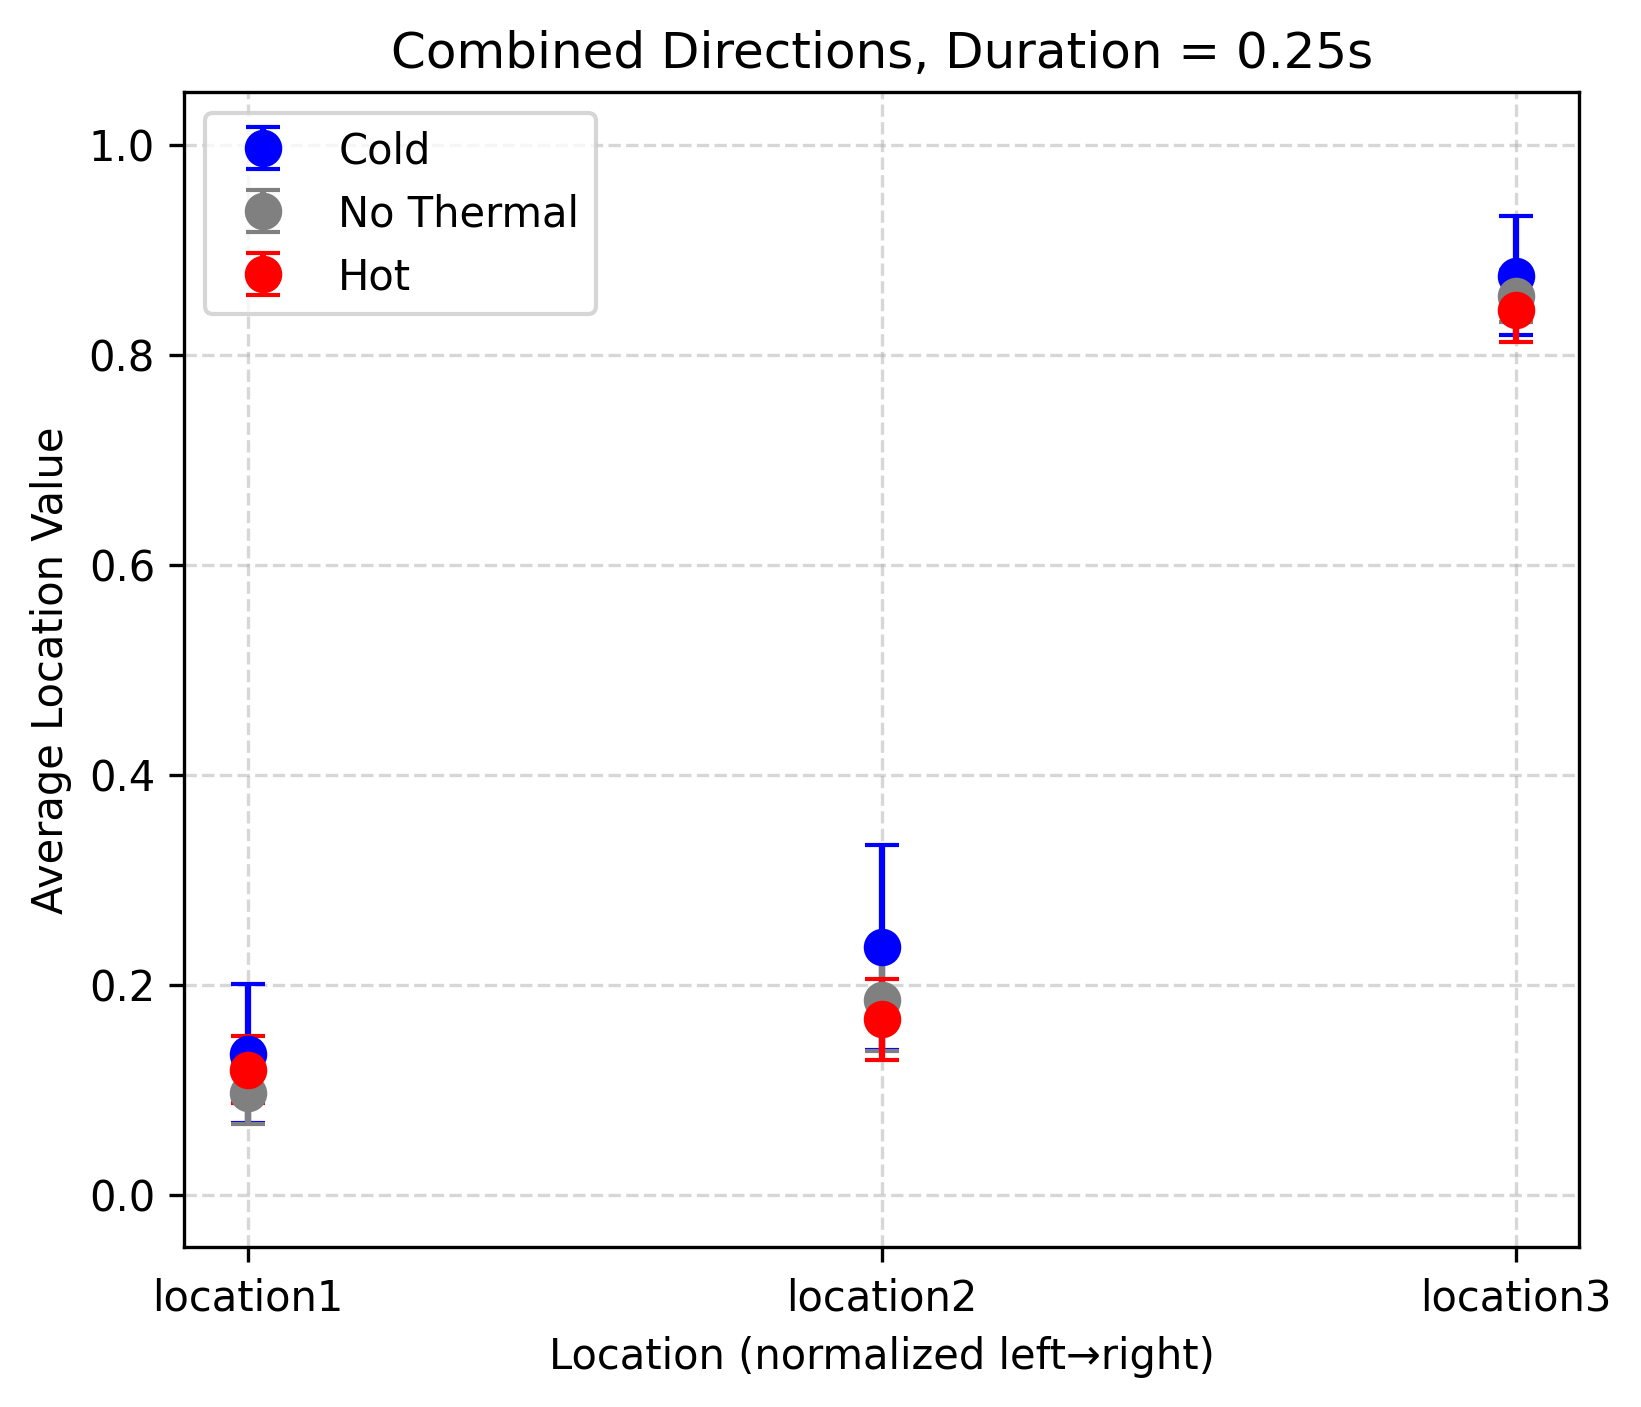 Combined Directions, Duration = 0.25s
Cold
No Thermal
Hot
1.0
0.8
0.6
0.4
0.2
0.0
Average Location Value
location1
location2
location3
Location (normalized left→right)